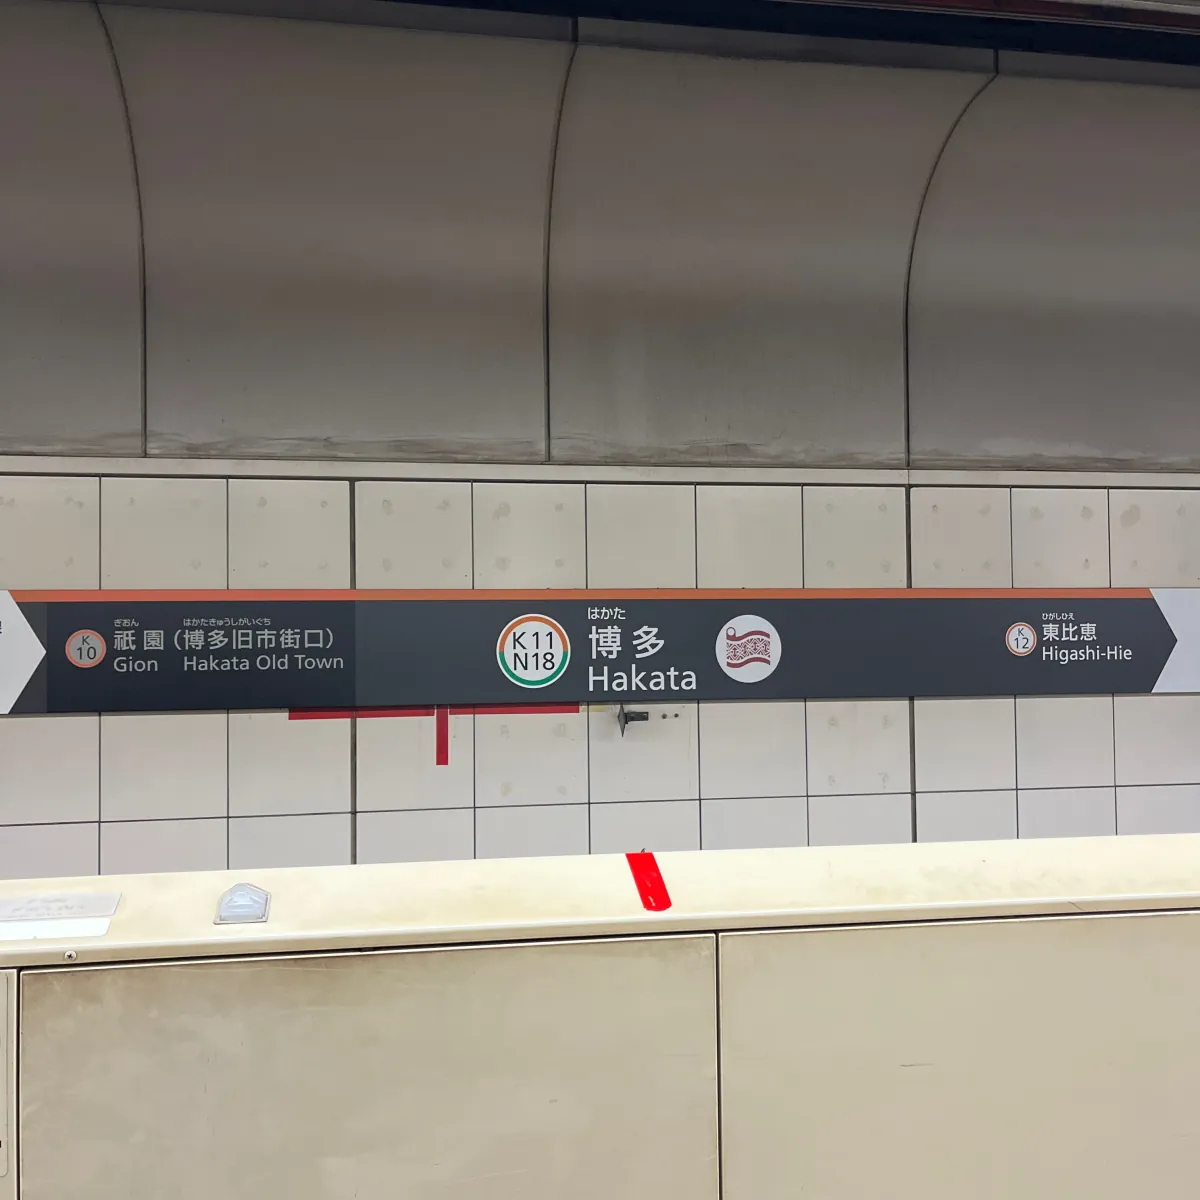 ぎおん はかたきゅうしがいぐち
K 10 祇園 (博多旧市街口)
Gion Hakata Old Town
はかた
K11 博多
N18 Hakata
ひがしひえ
K 12 東比恵
Higashi-Hie